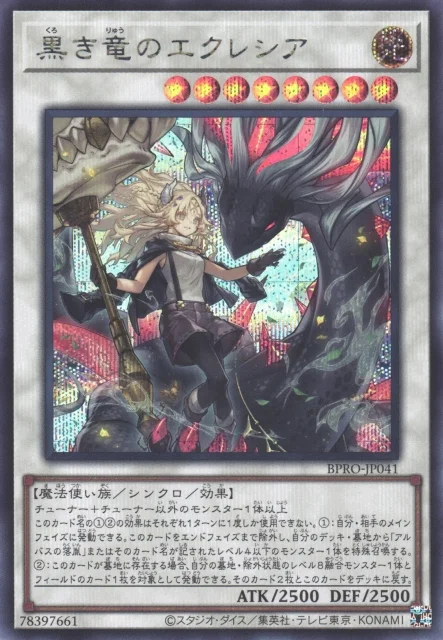 黒き竜のエクレシア
BPRO-JP041
【魔法使い族／シンクロ／効果】
チューナー＋チューナー以外のモンスター1体以上
このカード名の①②の効果はそれぞれ1ターンに1度しか使用できない。①：自分・相手のメイン
フェイズに発動できる。このカードをエンドフェイズまで除外し、自分のデッキ・墓地から「アル
バスの落胤」またはそのカード名が記されたレベル4以下のモンスター1体を特殊召喚する。
②：このカードが墓地に存在する場合、自分の墓地・除外状態のレベル8融合モンスター1体と
フィールドのカード1枚を対象として発動できる。そのカード2枚とこのカードをデッキに戻す。
ATK/2500 DEF/2500
78397661
©スタジオ・ダイス／集英社・テレビ東京・KONAMI